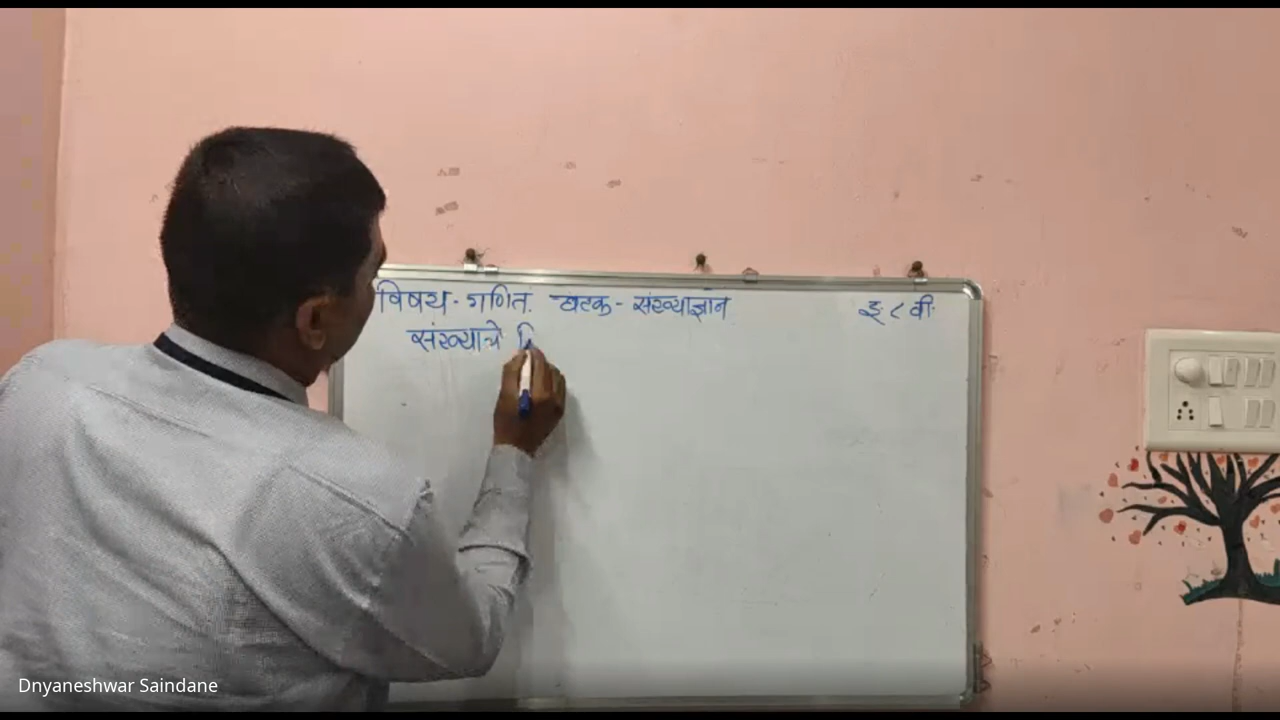 विषय - गणित. घटक - संख्याज्ञान इ ८ वी.
संख्याचे
Dnyaneshwar Saindane